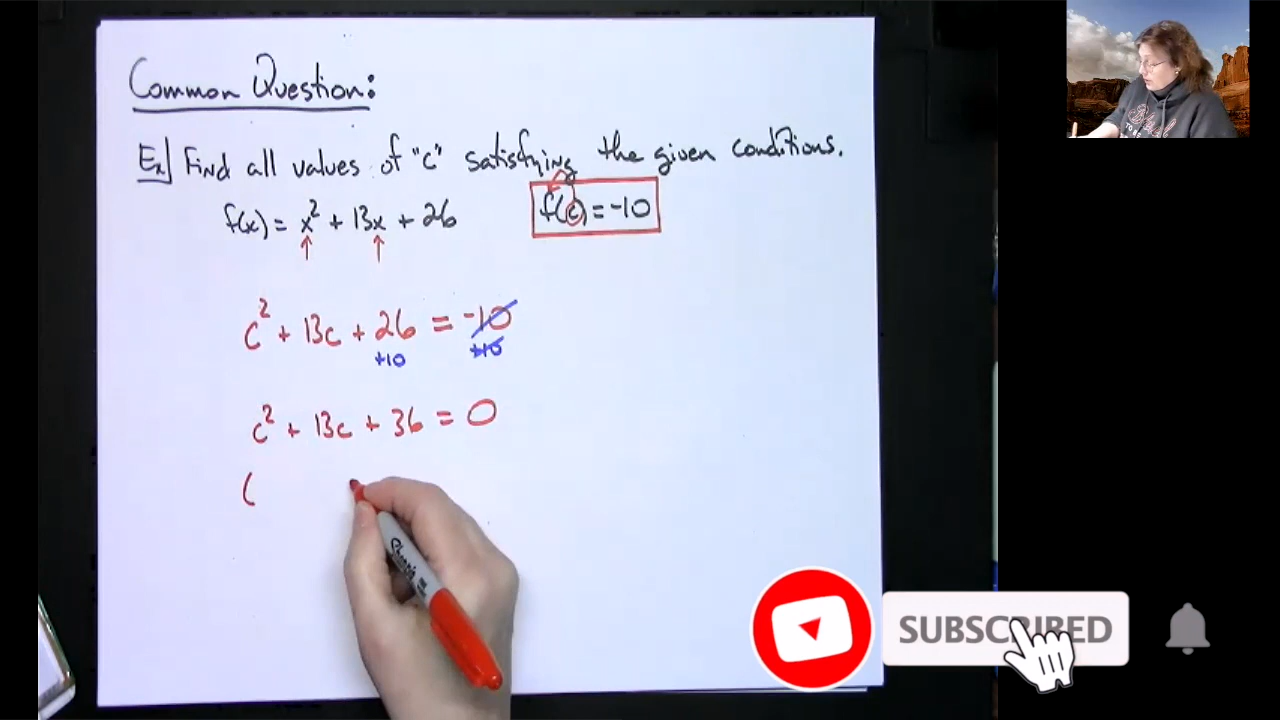 Common Question:
Ex] Find all values of "c" satisfying the given conditions.
f(x) = x² + 13x + 26 f(c) = -10
c² + 13c + 26 = -10
+10 +10
c² + 13c + 36 = 0
(
Sharpie
SUBSCRIBED